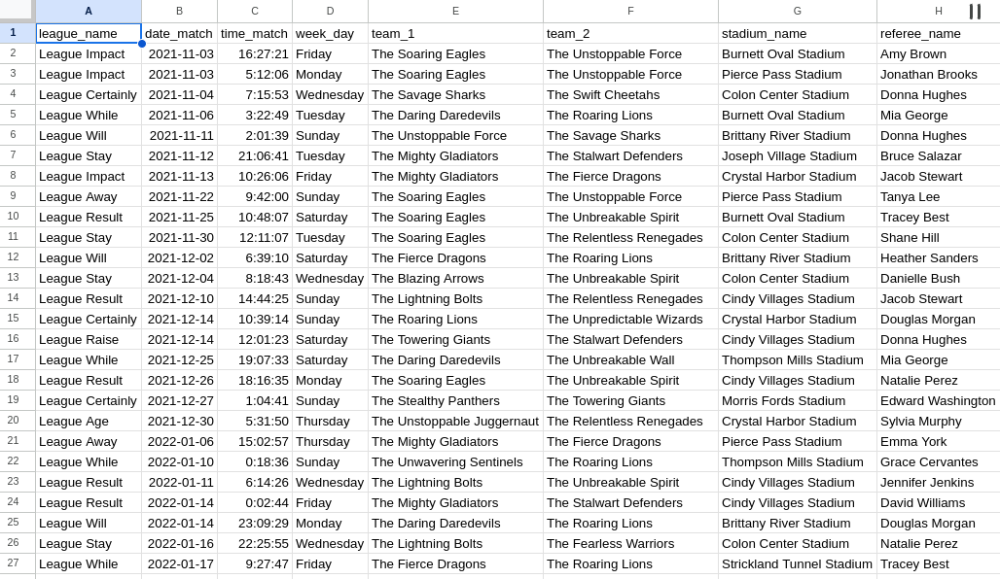 A B C D E F G H
1 league_name date_match time_match week_day team_1 team_2 stadium_name referee_name
2 League Impact 2021-11-03 16:27:21 Friday The Soaring Eagles The Unstoppable Force Burnett Oval Stadium Amy Brown
3 League Impact 2021-11-03 5:12:06 Monday The Soaring Eagles The Unstoppable Force Pierce Pass Stadium Jonathan Brooks
4 League Certainly 2021-11-04 7:15:53 Wednesday The Savage Sharks The Swift Cheetahs Colon Center Stadium Donna Hughes
5 League While 2021-11-06 3:22:49 Tuesday The Daring Daredevils The Roaring Lions Burnett Oval Stadium Mia George
6 League Will 2021-11-11 2:01:39 Sunday The Unstoppable Force The Savage Sharks Brittany River Stadium Donna Hughes
7 League Stay 2021-11-12 21:06:41 Tuesday The Mighty Gladiators The Stalwart Defenders Joseph Village Stadium Bruce Salazar
8 League Impact 2021-11-13 10:26:06 Friday The Mighty Gladiators The Fierce Dragons Crystal Harbor Stadium Jacob Stewart
9 League Away 2021-11-22 9:42:00 Sunday The Soaring Eagles The Unstoppable Force Pierce Pass Stadium Tanya Lee
10 League Result 2021-11-25 10:48:07 Saturday The Soaring Eagles The Unbreakable Spirit Burnett Oval Stadium Tracey Best
11 League Stay 2021-11-30 12:11:07 Tuesday The Soaring Eagles The Relentless Renegades Colon Center Stadium Shane Hill
12 League Will 2021-12-02 6:39:10 Saturday The Fierce Dragons The Roaring Lions Brittany River Stadium Heather Sanders
13 League Stay 2021-12-04 8:18:43 Wednesday The Blazing Arrows The Unbreakable Spirit Colon Center Stadium Danielle Bush
14 League Result 2021-12-10 14:44:25 Sunday The Lightning Bolts The Relentless Renegades Cindy Villages Stadium Jacob Stewart
15 League Certainly 2021-12-14 10:39:14 Sunday The Roaring Lions The Unpredictable Wizards Crystal Harbor Stadium Douglas Morgan
16 League Raise 2021-12-14 12:01:23 Saturday The Towering Giants The Stalwart Defenders Cindy Villages Stadium Donna Hughes
17 League While 2021-12-25 19:07:33 Saturday The Daring Daredevils The Unbreakable Wall Thompson Mills Stadium Mia George
18 League Result 2021-12-26 18:16:35 Monday The Soaring Eagles The Unbreakable Spirit Cindy Villages Stadium Natalie Perez
19 League Certainly 2021-12-27 1:04:41 Sunday The Stealthy Panthers The Towering Giants Morris Fords Stadium Edward Washington
20 League Age 2021-12-30 5:31:50 Thursday The Unstoppable Juggernaut The Relentless Renegades Crystal Harbor Stadium Sylvia Murphy
21 League Away 2022-01-06 15:02:57 Thursday The Mighty Gladiators The Fierce Dragons Pierce Pass Stadium Emma York
22 League While 2022-01-10 0:18:36 Sunday The Unwavering Sentinels The Roaring Lions Thompson Mills Stadium Grace Cervantes
23 League Result 2022-01-11 6:14:26 Wednesday The Lightning Bolts The Unbreakable Spirit Cindy Villages Stadium Jennifer Jenkins
24 League Result 2022-01-14 0:02:44 Friday The Mighty Gladiators The Stalwart Defenders Cindy Villages Stadium David Williams
25 League Will 2022-01-14 23:09:29 Monday The Daring Daredevils The Roaring Lions Brittany River Stadium Douglas Morgan
26 League Stay 2022-01-16 22:25:55 Wednesday The Lightning Bolts The Fearless Warriors Colon Center Stadium Natalie Perez
27 League While 2022-01-17 9:27:47 Friday The Fierce Dragons The Roaring Lions Strickland Tunnel Stadium Tracey Best